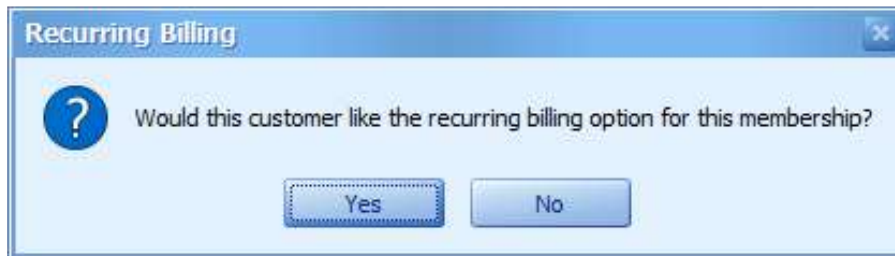 Recurring Billing
Would this customer like the recurring billing option for this membership?
Yes No